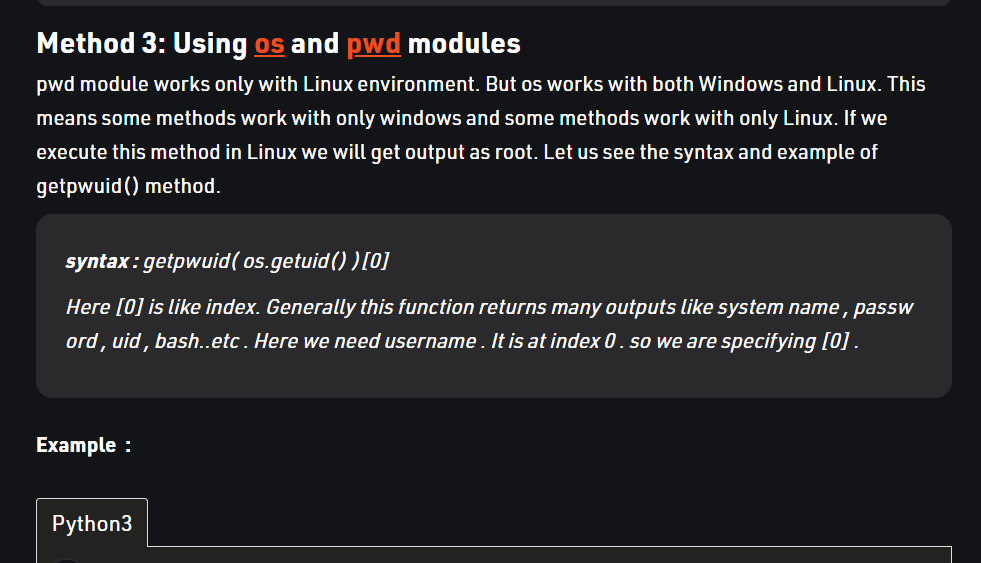 Method 3: Using os and pwd modules
pwd module works only with Linux environment. But os works with both Windows and Linux. This
means some methods work with only windows and some methods work with only Linux. If we
execute this method in Linux we will get output as root. Let us see the syntax and example of
getpwuid() method.
syntax : getpwuid( os.getuid() )[0]
Here [0] is like index. Generally this function returns many outputs like system name , passw
ord , uid , bash..etc . Here we need username . It is at index 0 . so we are specifying [0] .
Example :
Python3